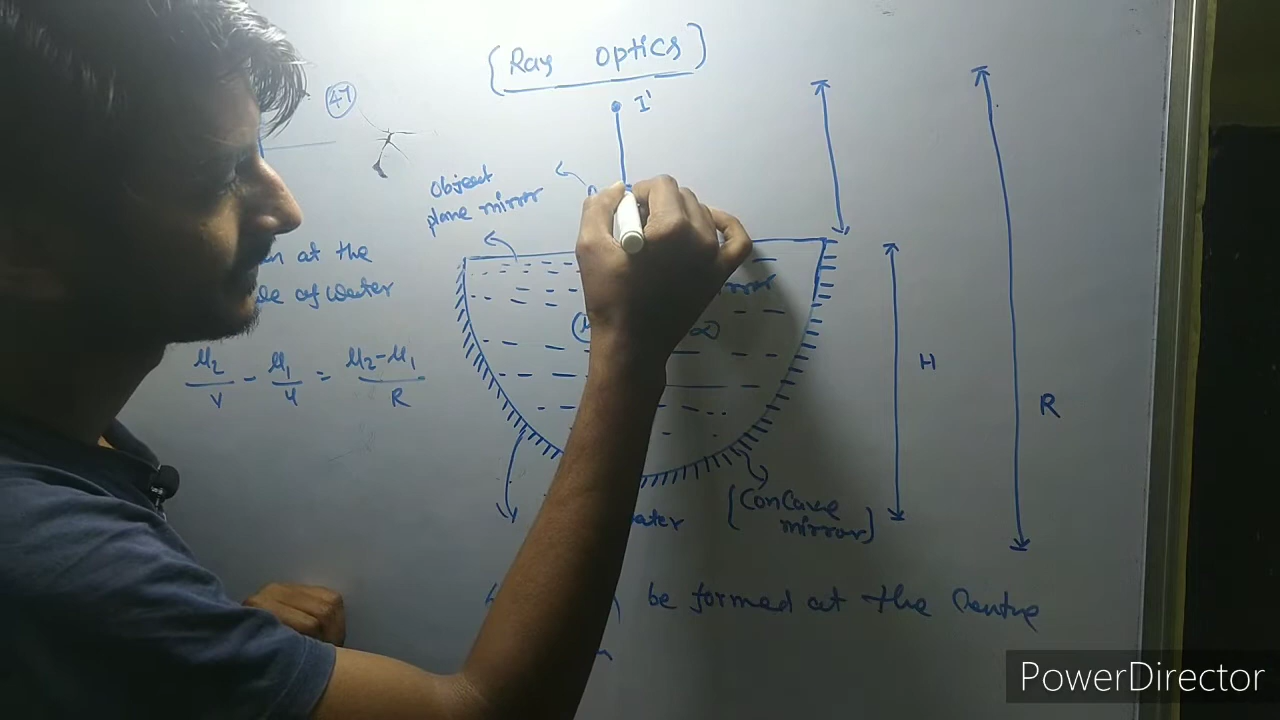 (Ray optics)
47
I'
Object
plane mirror
at the
of water
μ2/v - μ1/u = μ2-μ1/R
∞
H
R
(Concave
mirror)
be formed at the Centre
PowerDirector